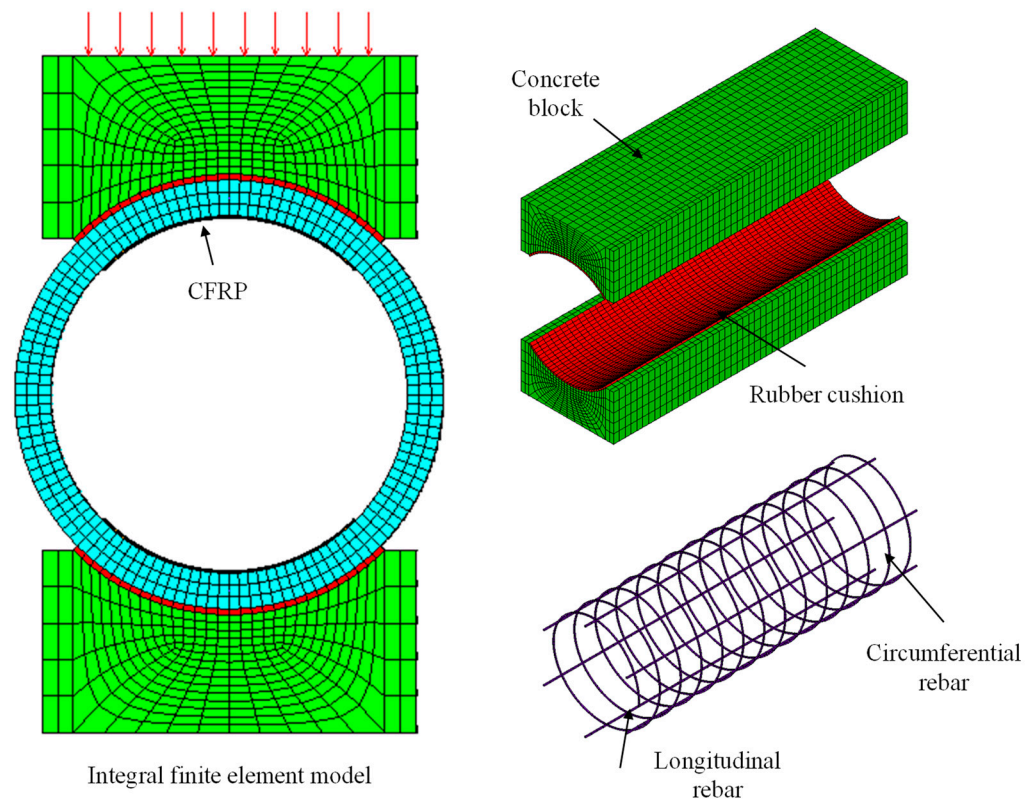 CFRP
Integral finite element model
Concrete
block
Rubber cushion
Circumferential
rebar
Longitudinal
rebar